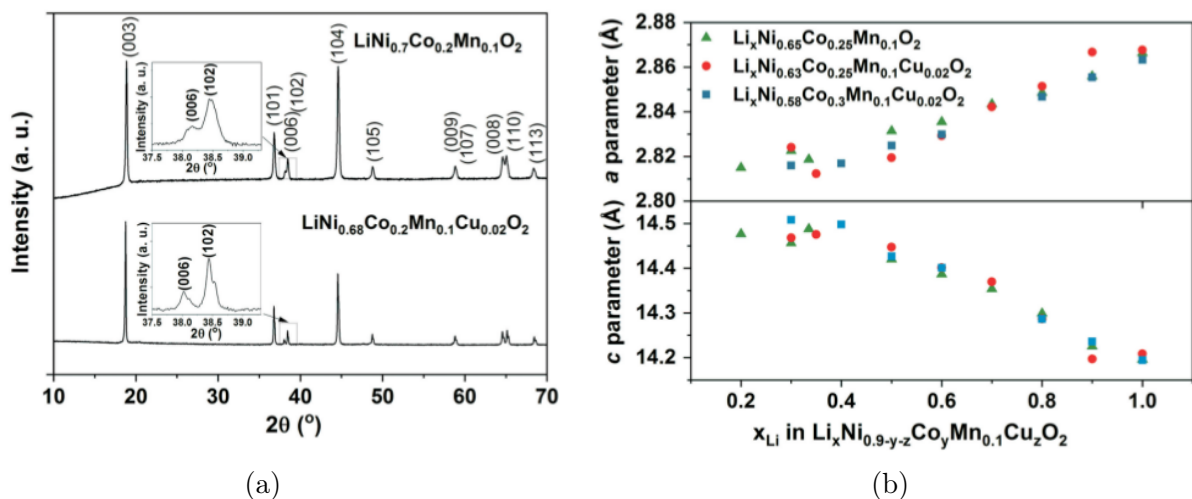 LiNi0.7Co0.2Mn0.1O2
(003)
(104)
(101)
(006)
(102)
(105)
(009)
(107)
(008)
(110)
(113)
Intensity (a. u.)
(006)
(102)
37.5 38.0 38.5 39.0
2θ (°)
LiNi0.68Co0.2Mn0.1Cu0.02O2
Intensity (a. u.)
(006)
(102)
37.5 38.0 38.5 39.0
2θ (°)
Intensity (a. u.)
10 20 30 40 50 60 70
2θ (°)
(a)
a parameter (Å)
2.88
2.86
2.84
2.82
2.80
LixNi0.65Co0.25Mn0.1O2
LixNi0.63Co0.25Mn0.1Cu0.02O2
LixNi0.58Co0.3Mn0.1Cu0.02O2
c parameter (Å)
14.5
14.4
14.3
14.2
0.2 0.4 0.6 0.8 1.0
xLi in LixNi0.9-y-zCoyMn0.1CuzO2
(b)